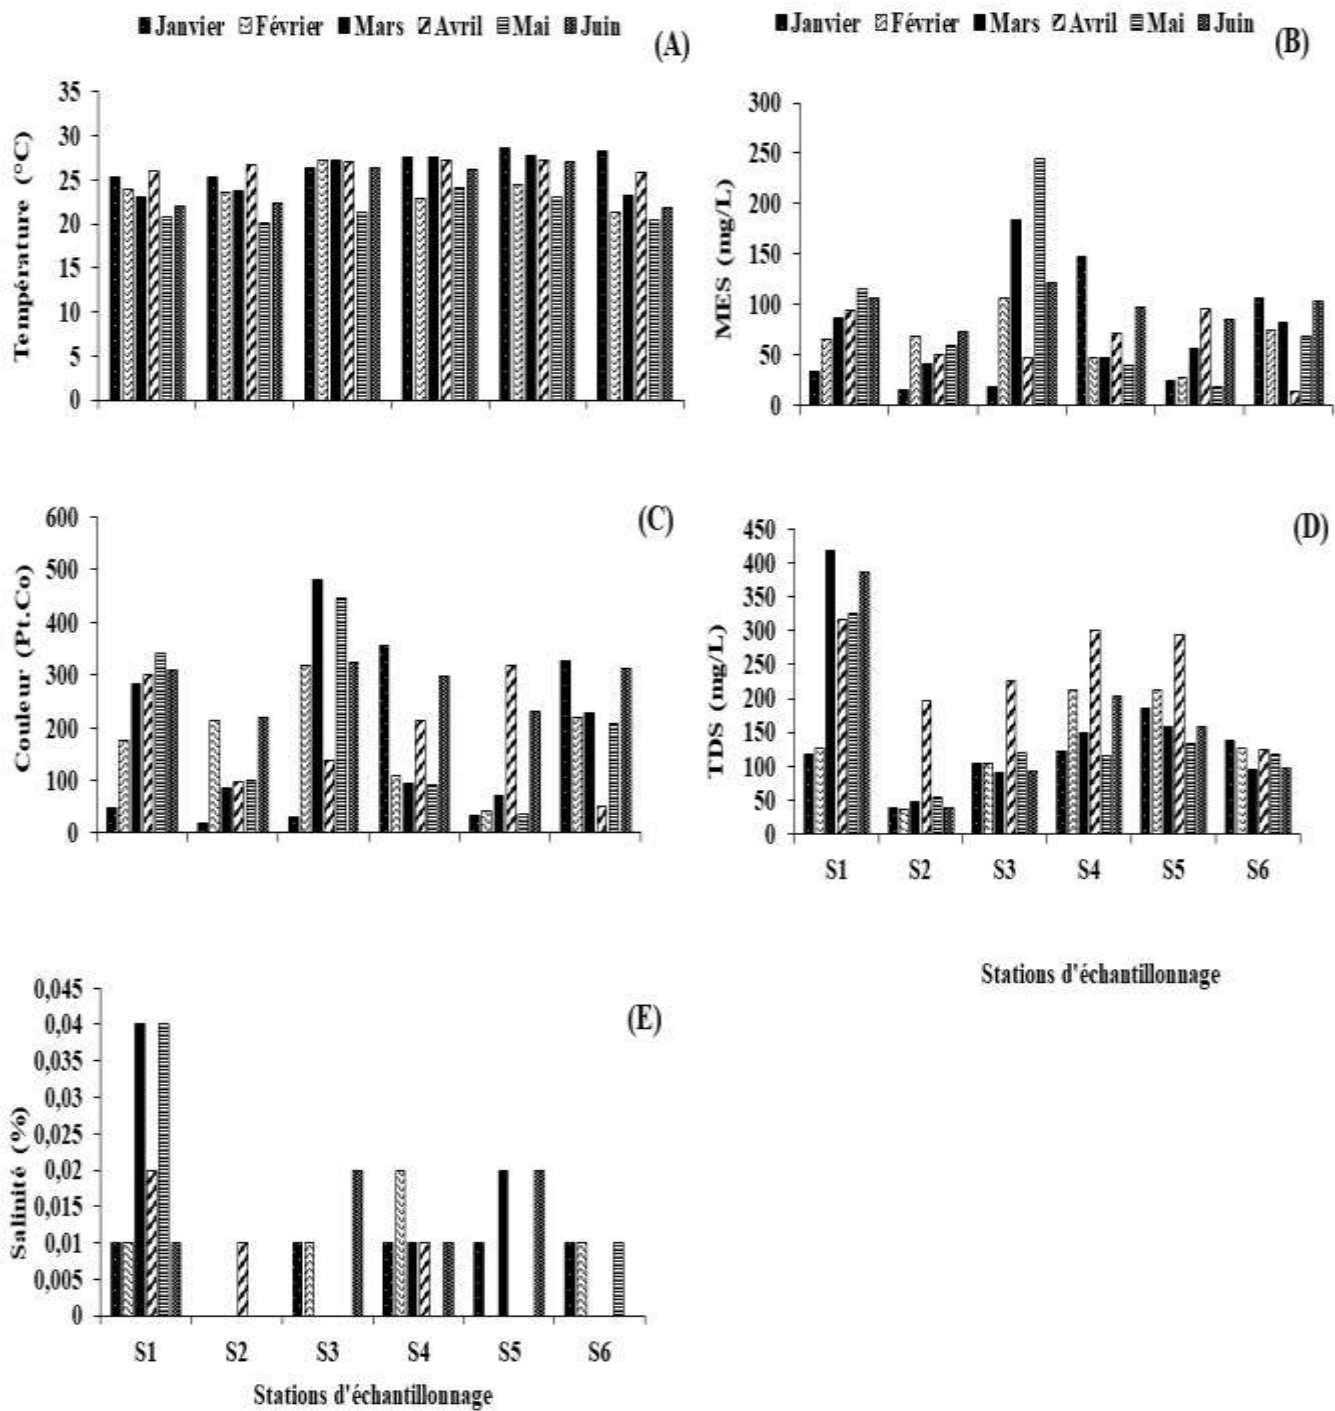 Janvier Février Mars Avril Mai Juin
(A)
Température (°C)
35
30
25
20
15
10
5
0
Janvier Février Mars Avril Mai Juin
(B)
MES (mg/L)
300
250
200
150
100
50
0
(C)
Couleur (Pt.Co)
600
500
400
300
200
100
0
(D)
TDS (mg/L)
450
400
350
300
250
200
150
100
50
0
S1 S2 S3 S4 S5 S6
Stations d'échantillonnage
(E)
Salinité (%)
0,045
0,04
0,035
0,03
0,025
0,02
0,015
0,01
0,005
0
S1 S2 S3 S4 S5 S6
Stations d'échantillonnage